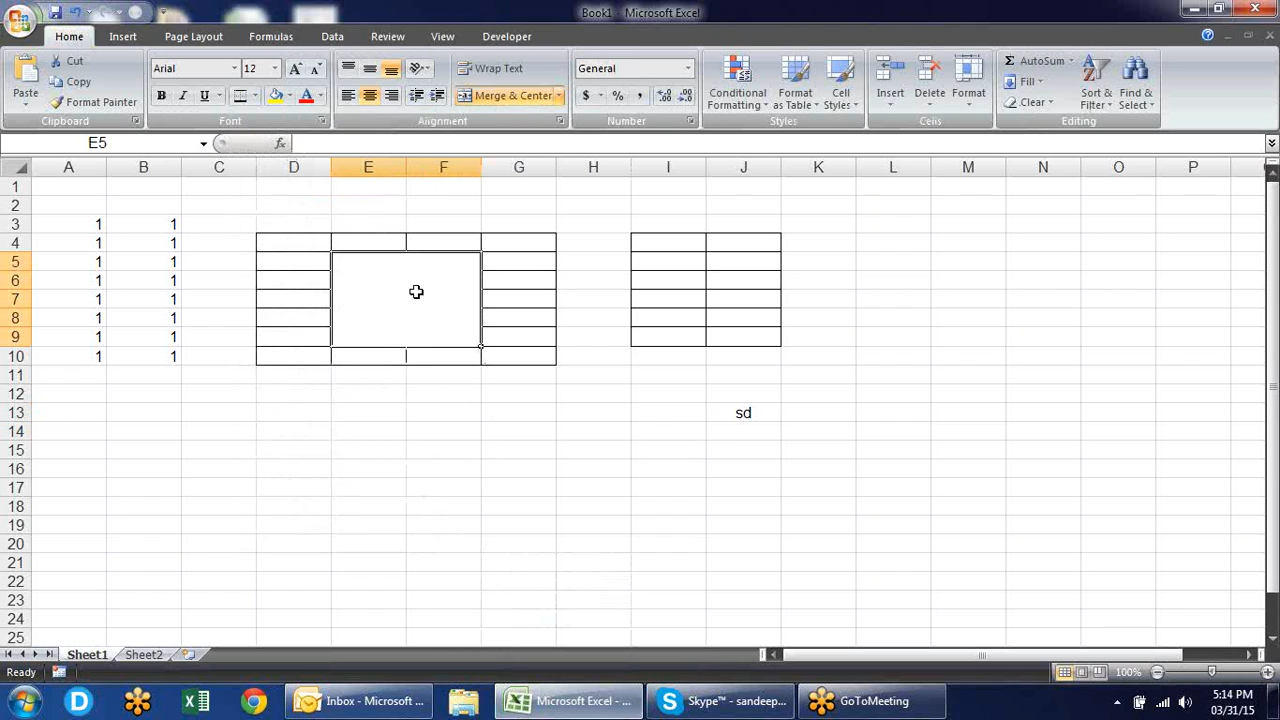 Book1 - Microsoft Excel
Home Insert Page Layout Formulas Data Review View Developer
Paste Cut Copy Format Painter Clipboard
Arial 12 A A B I U A Font
Wrap Text Merge & Center Alignment
General $ % , Number
Conditional Formatting Format as Table Cell Styles Styles
Insert Delete Format Cells
Σ AutoSum Fill Clear Sort & Filter Find & Select Editing
E5 fx
A B C D E F G H I J K L M N O P
1
2
3 1 1
4 1 1
5 1 1
6 1 1
7 1 1
8 1 1
9 1 1
10 1 1
11
12
13 sd
14
15
16
17
18
19
20
21
22
23
24
25
Sheet1 Sheet2
Ready 100%
Inbox - Microsoft ... Microsoft Excel - ... Skype™ - sandeep... GoToMeeting 5:14 PM
03/31/15